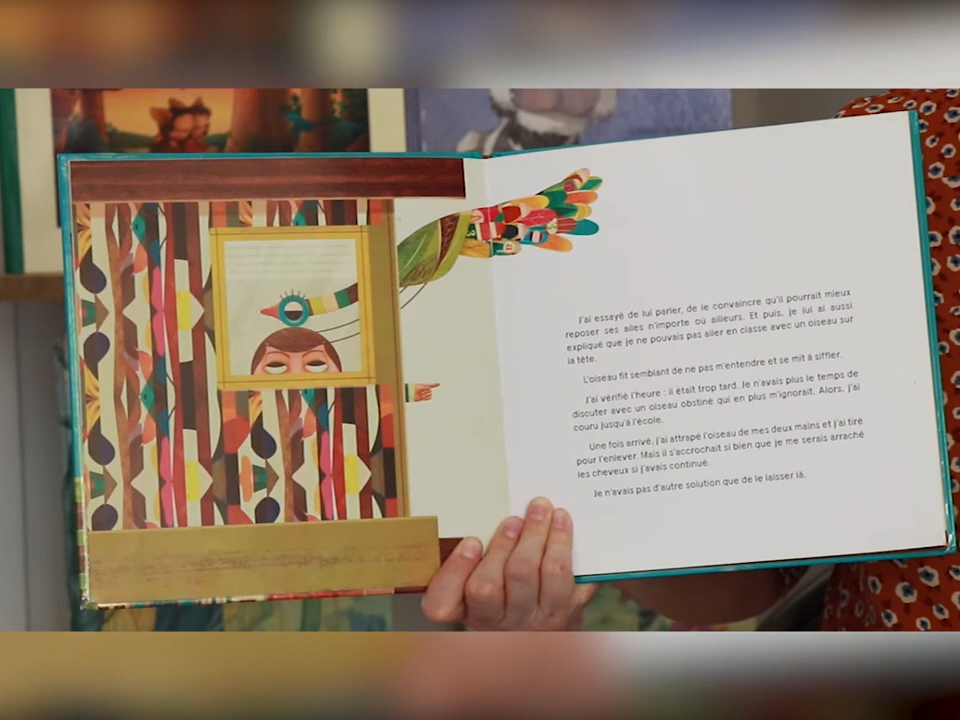 J'ai essayé de lui parler, de le convaincre qu'il pourrait mieux
reposer ses ailes n'importe où ailleurs. Et puis, je lui ai aussi
expliqué que je ne pouvais pas aller en classe avec un oiseau sur
la tête.
L'oiseau fit semblant de ne pas m'entendre et se mit à siffler.
J'ai vérifié l'heure : il était trop tard. Je n'avais plus le temps de
discuter avec un oiseau obstiné qui en plus m'ignorait. Alors, j'ai
couru jusqu'à l'école.
Une fois arrivé, j'ai attrapé l'oiseau de mes deux mains et j'ai tiré
pour l'enlever. Mais il s'accrochait si bien que je me serais arraché
les cheveux si j'avais continué.
Je n'avais pas d'autre solution que de le laisser là.